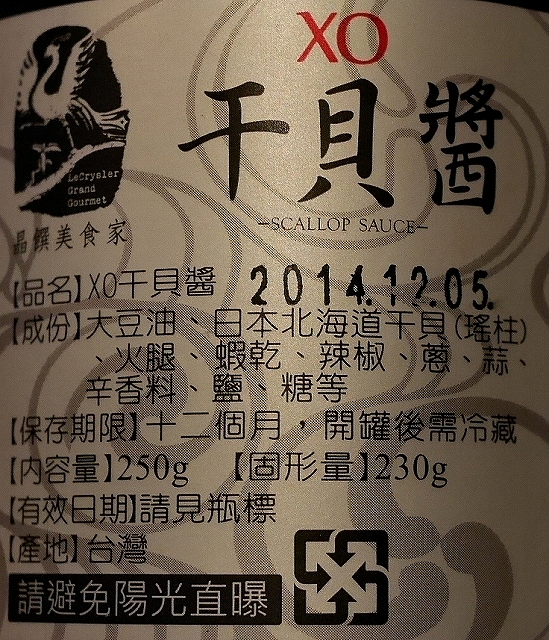 XO
干貝醬
SCALLOP SAUCE
LeCrysler
Grand
Gourmet
晶饌美食家
【品名】XO干貝醬
2014.12.05.
【成份】大豆油、日本北海道干貝(瑤柱)
、火腿、蝦乾、辣椒、蔥、蒜、
辛香料、鹽、糖等
【保存期限】十二個月，開罐後需冷藏
【內容量】250g 【固形量】230g
【有效日期】請見瓶標
【產地】台灣
請避免陽光直曝